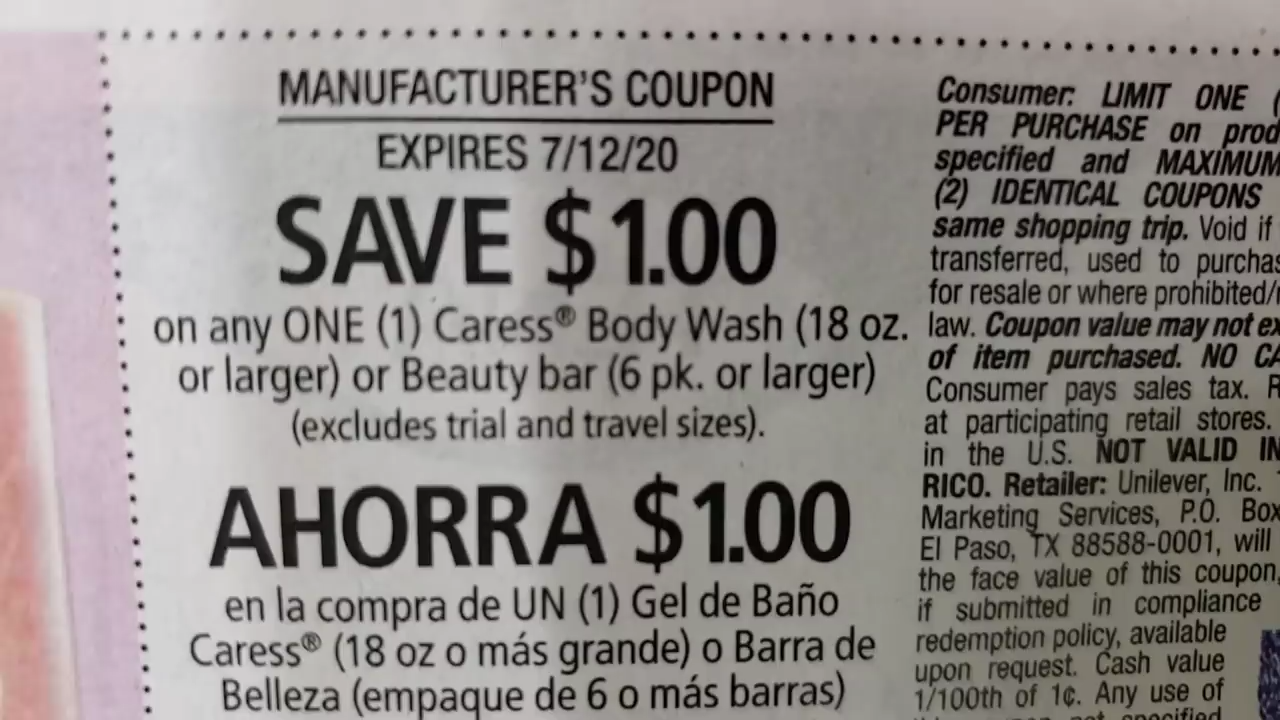 MANUFACTURER'S COUPON
EXPIRES 7/12/20
SAVE $1.00
on any ONE (1) Caress® Body Wash (18 oz.
or larger) or Beauty bar (6 pk. or larger)
(excludes trial and travel sizes).
AHORRA $1.00
en la compra de UN (1) Gel de Baño
Caress® (18 oz o más grande) o Barra de
Belleza (empaque de 6 o más barras)
Consumer: LIMIT ONE (
PER PURCHASE on
specified and MAXIMUM
(2) IDENTICAL COUPONS
same shopping trip. Void if
transferred, used to
for resale or where
law. Coupon value may not
of item purchased. NO
Consumer pays sales tax.
at participating retail stores.
in the U.S. NOT VALID IN
RICO. Retailer: Unilever, Inc.
Marketing Services, P.O. Box
El Paso, TX 88588-0001, will
the face value of this coupon,
if submitted in compliance
redemption policy, available
upon request. Cash value
1/100th of 1¢. Any use of